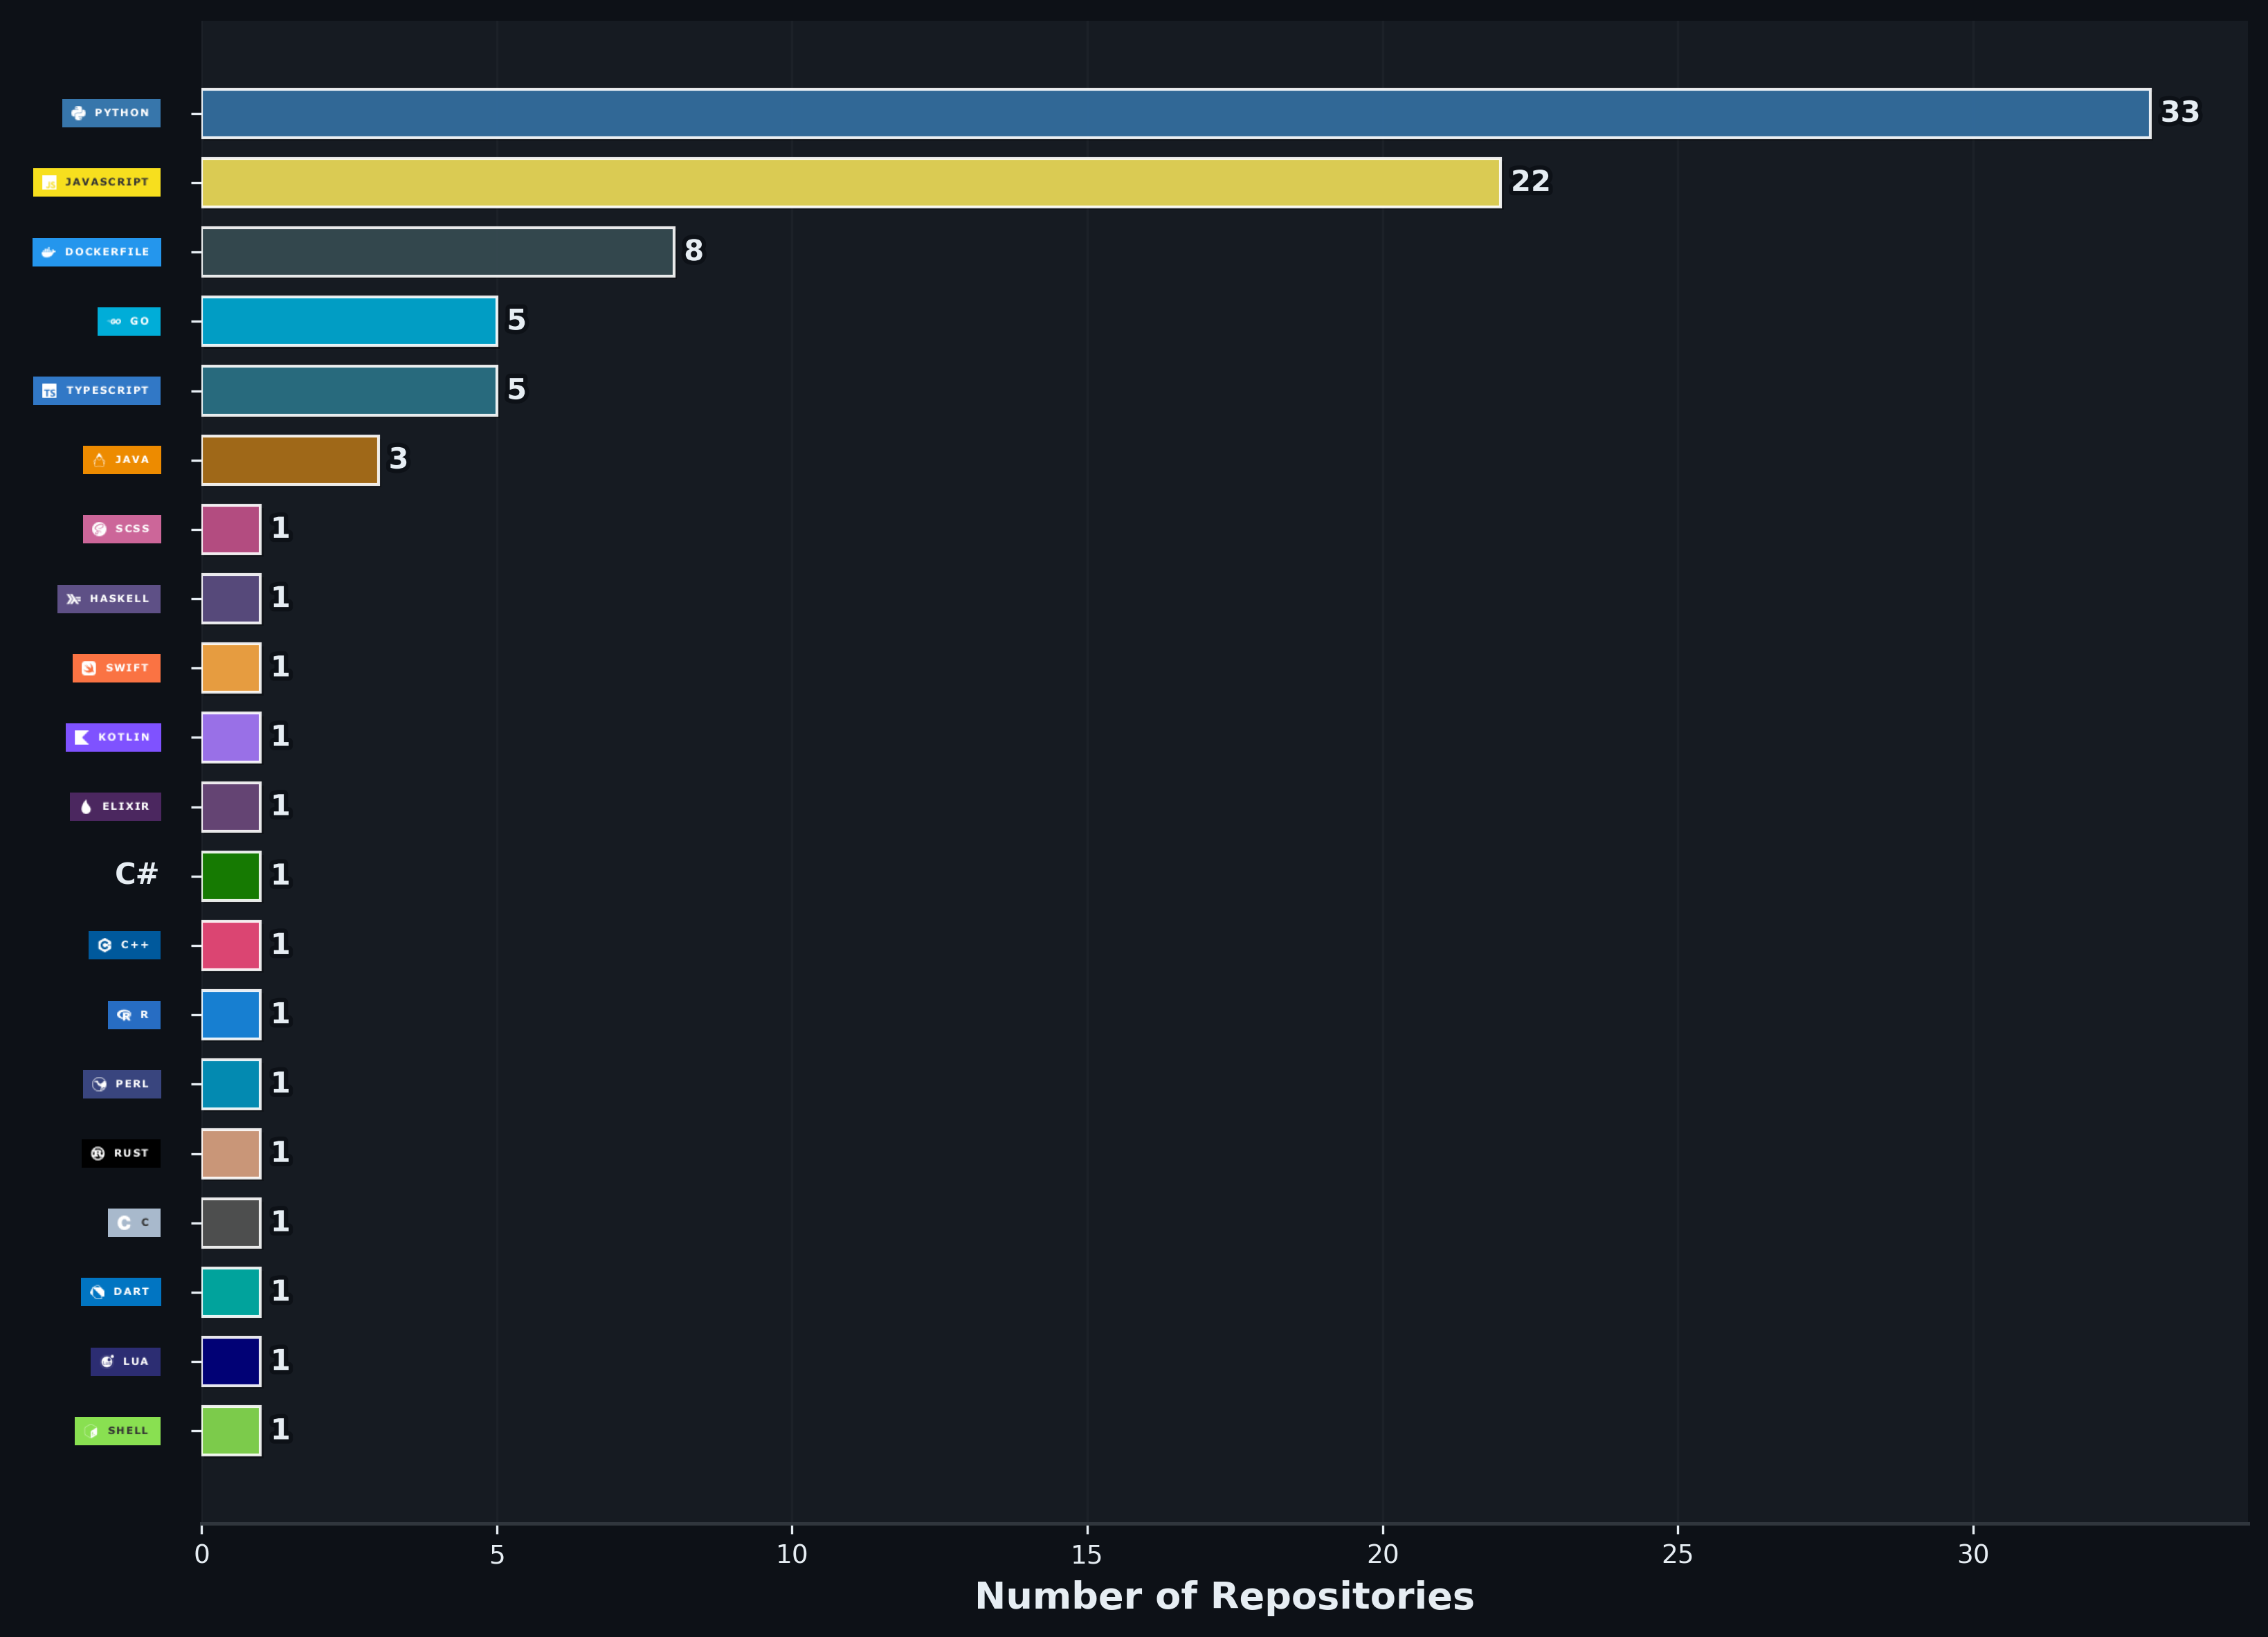 PYTHON 33
JAVASCRIPT 22
DOCKERFILE 8
GO 5
TYPESCRIPT 5
JAVA 3
SCSS 1
HASKELL 1
SWIFT 1
KOTLIN 1
ELIXIR 1
C# 1
C++ 1
R 1
PERL 1
RUST 1
C 1
DART 1
LUA 1
SHELL 1
0 5 10 15 20 25 30
Number of Repositories